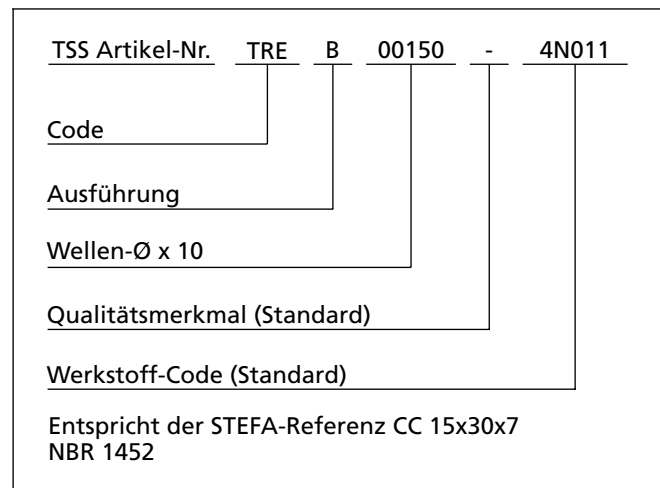 TSS Artikel-Nr. TRE B 00150 - 4N011
Code
Ausführung
Wellen-Ø x 10
Qualitätsmerkmal (Standard)
Werkstoff-Code (Standard)
Entspricht der STEFA-Referenz CC 15x30x7
NBR 1452